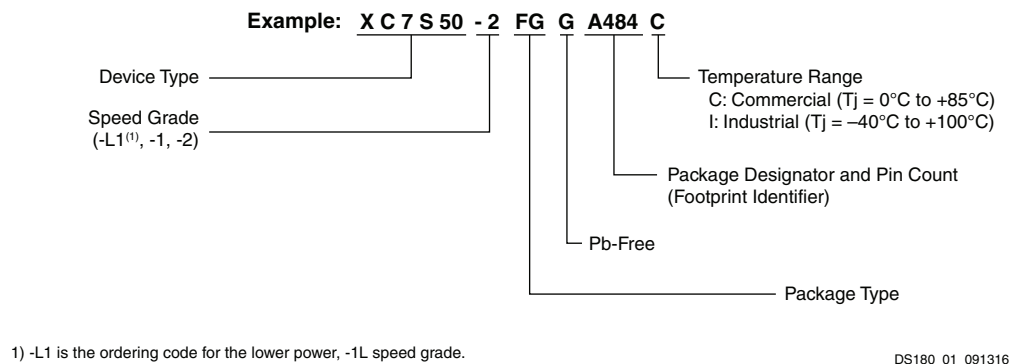 Example: X C 7 S 50 - 2 FG G A484 C
Device Type
Speed Grade
(-L1(1), -1, -2)
Temperature Range
C: Commercial (Tj = 0°C to +85°C)
I: Industrial (Tj = –40°C to +100°C)
Package Designator and Pin Count
(Footprint Identifier)
Pb-Free
Package Type
1) -L1 is the ordering code for the lower power, -1L speed grade.
DS180_01_091316